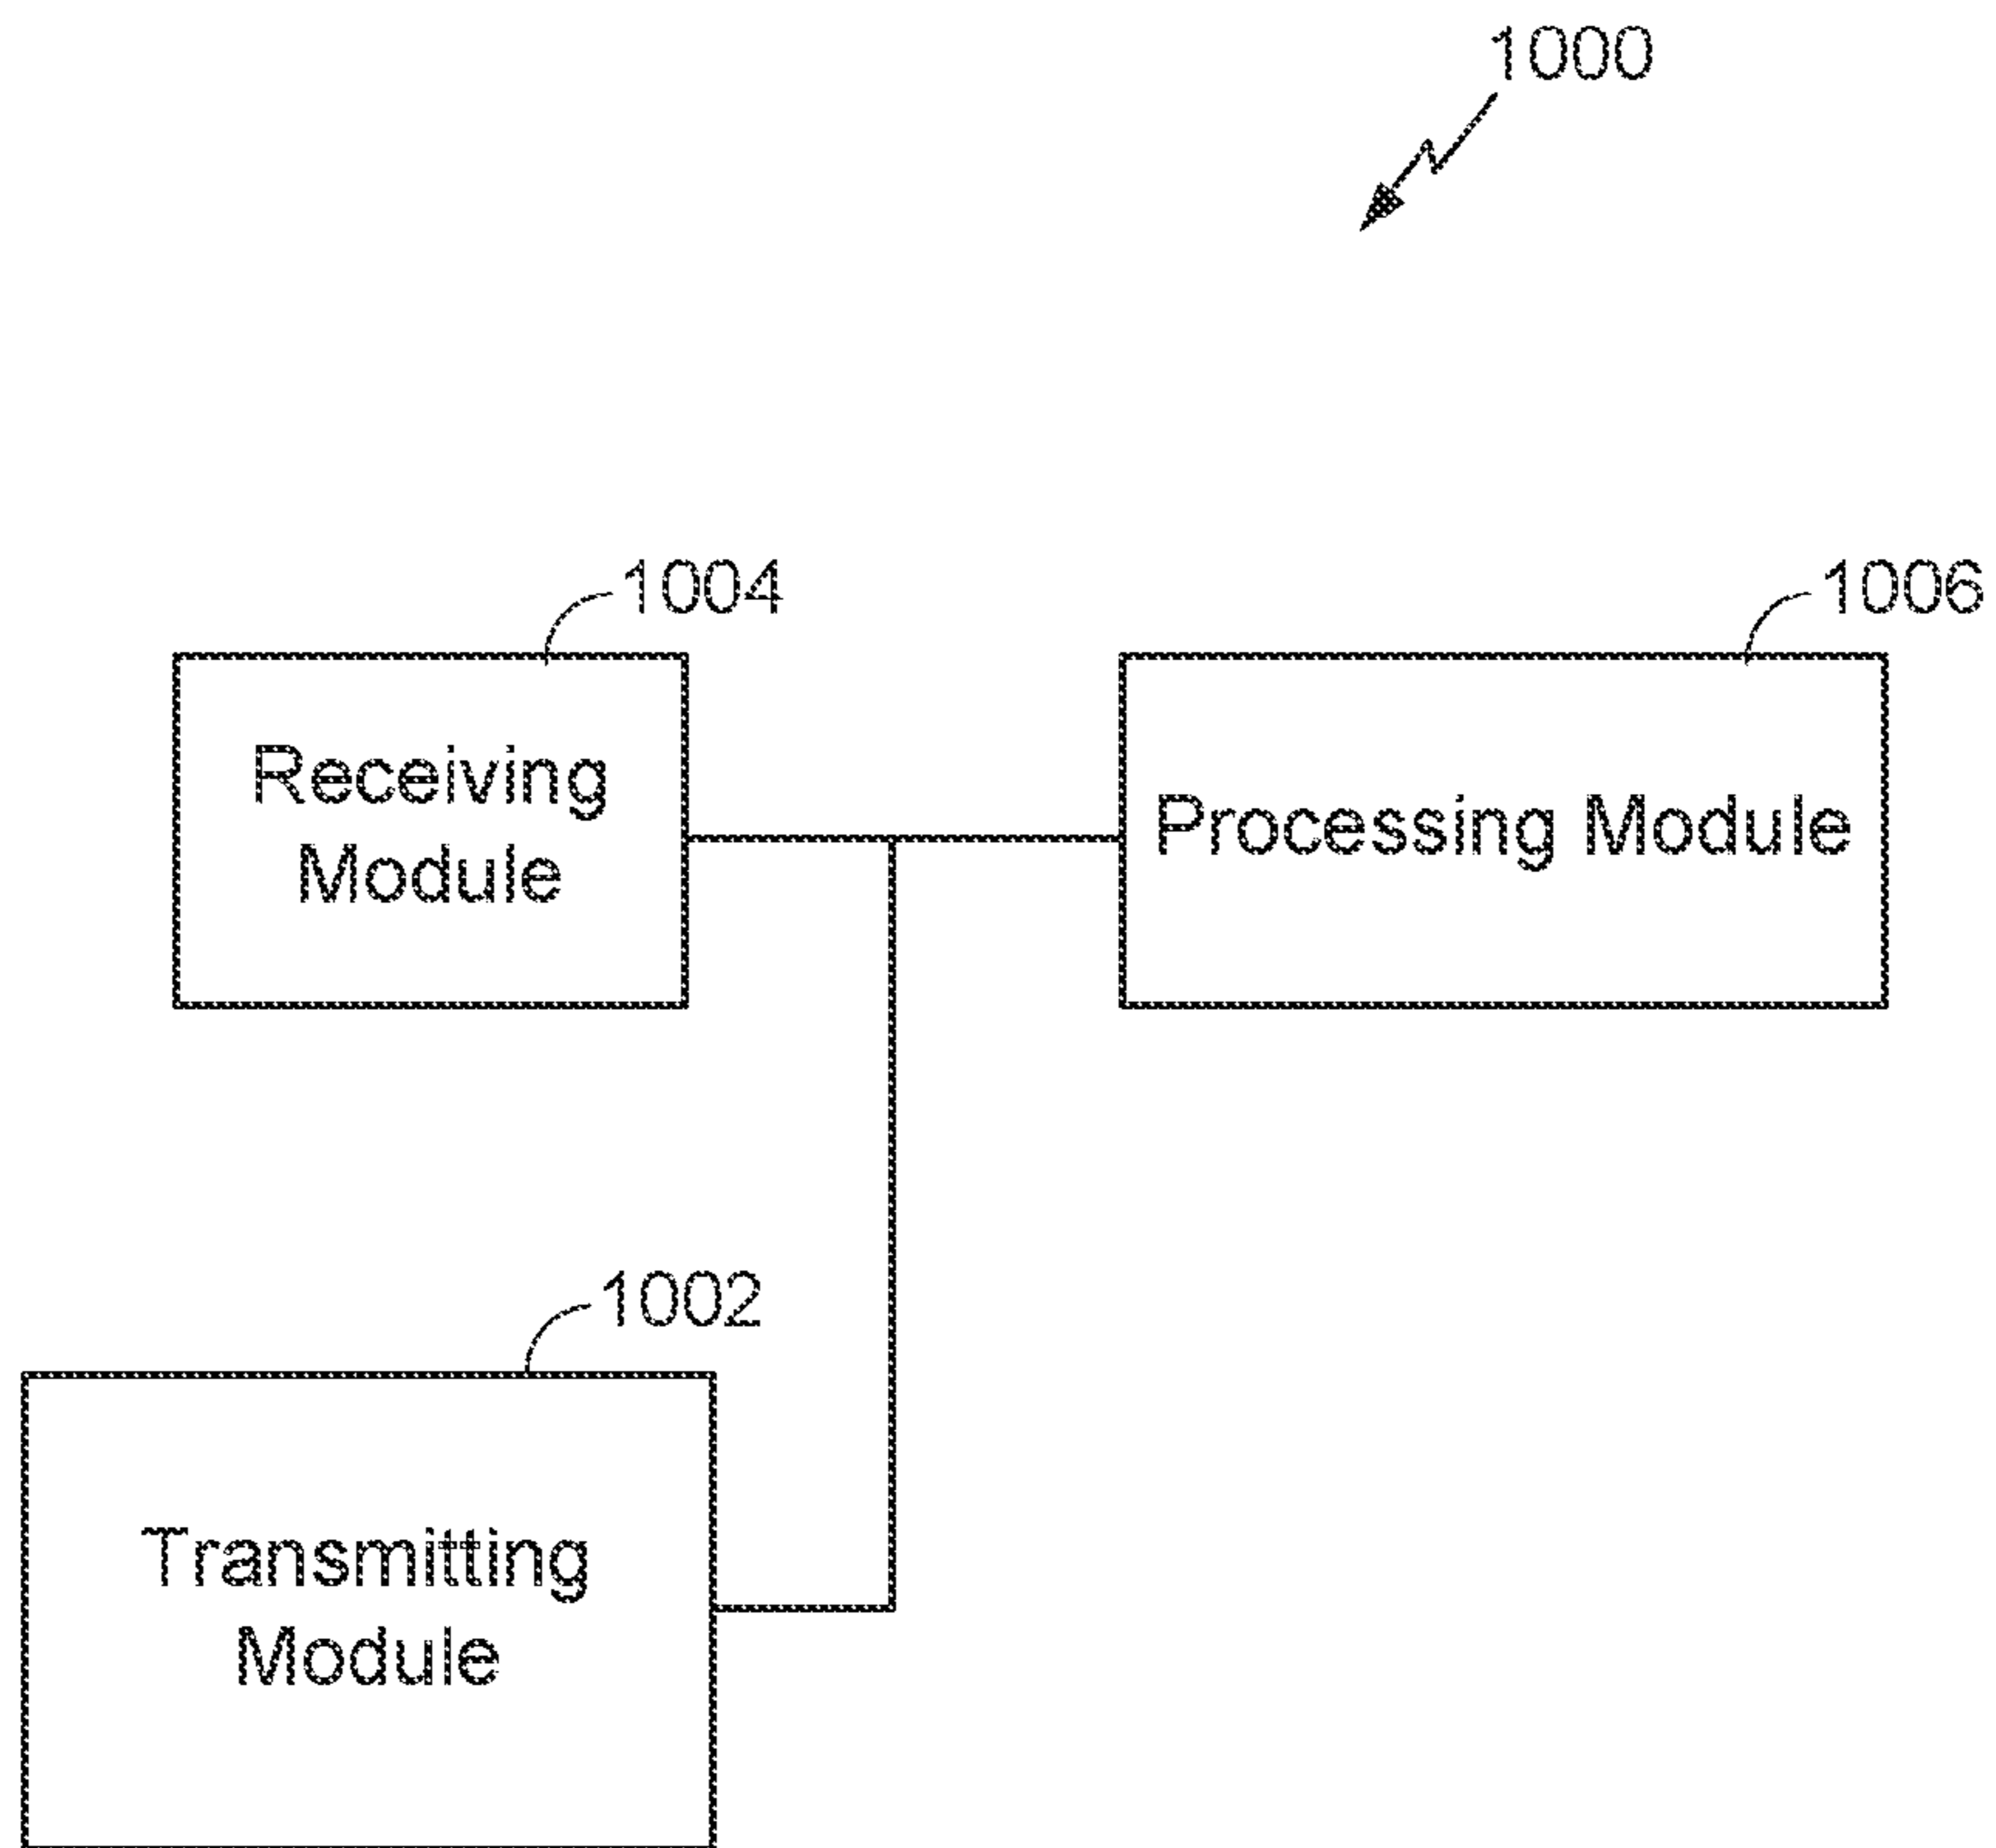 1000
1004
1006
Receiving
Module
Processing Module
1002
Transmitting
Module